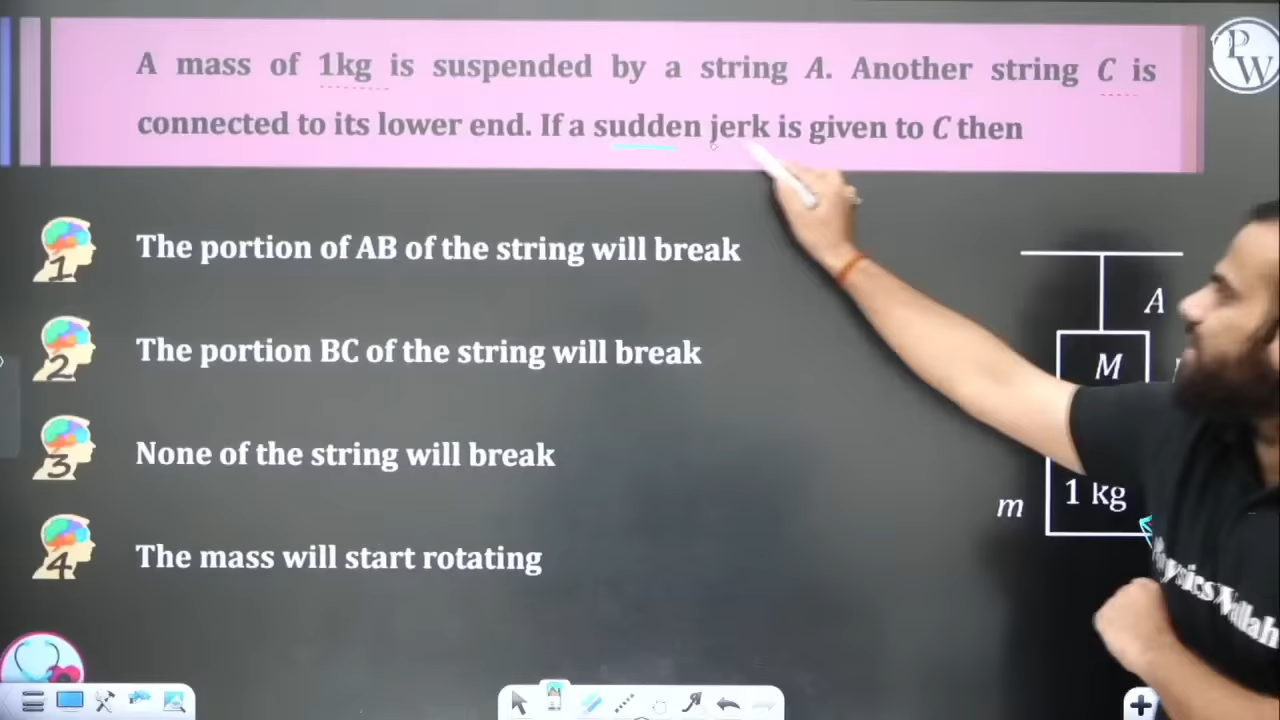 A mass of 1kg is suspended by a string A. Another string C is
connected to its lower end. If a sudden jerk is given to C then
PW
1 The portion of AB of the string will break
2 The portion BC of the string will break
3 None of the string will break
4 The mass will start rotating
A
M
m
1 kg